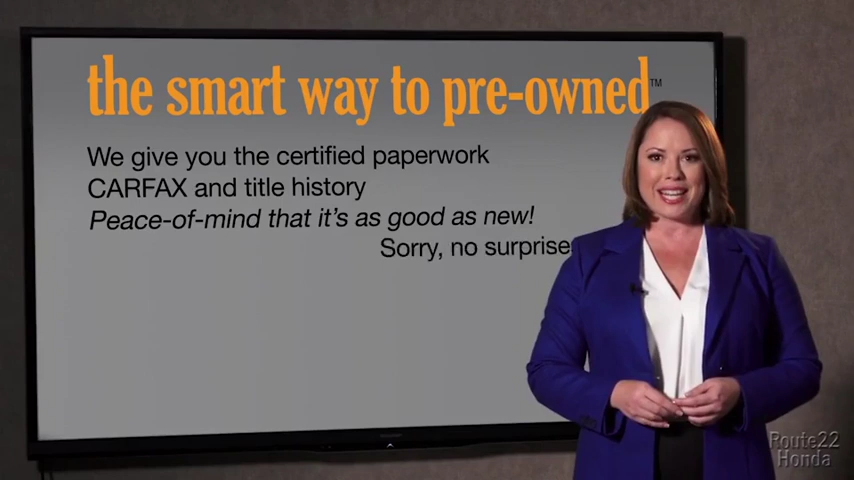 the smart way to pre-owned™
We give you the certified paperwork
CARFAX and title history
Peace-of-mind that it's as good as new!
Sorry, no surprise
Route22
Honda